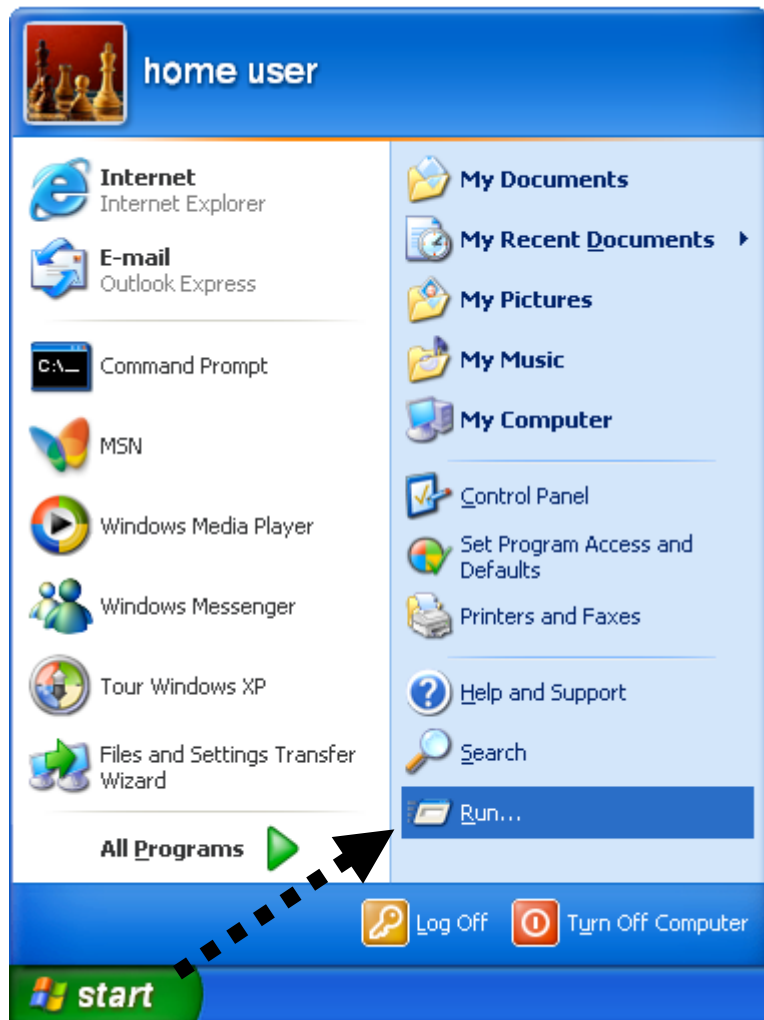 home user
Internet
Internet Explorer
E-mail
Outlook Express
C:\_
Command Prompt
MSN
Windows Media Player
Windows Messenger
Tour Windows XP
Files and Settings Transfer
Wizard
All Programs
My Documents
My Recent Documents
My Pictures
My Music
My Computer
Control Panel
Set Program Access and
Defaults
Printers and Faxes
Help and Support
Search
Run...
Log Off
Turn Off Computer
start